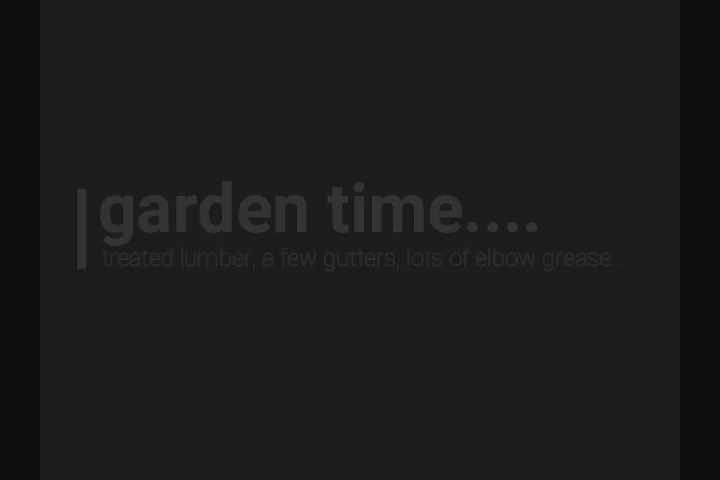 garden time....
treated lumber, a few gutters, lots of elbow grease...